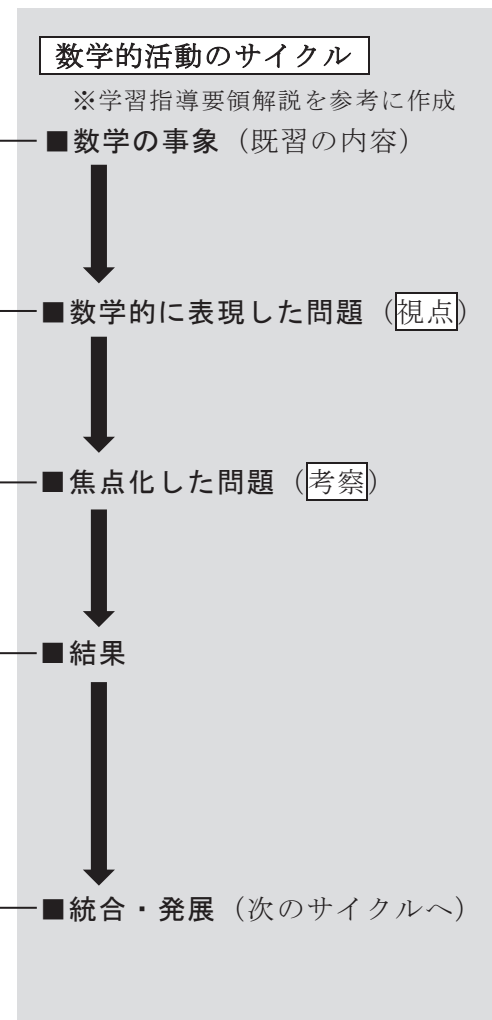 数学的活動のサイクル
※学習指導要領解説を参考に作成
■数学の事象（既習の内容）
■数学的に表現した問題（視点）
■焦点化した問題（考察）
■結果
■統合・発展（次のサイクルへ）